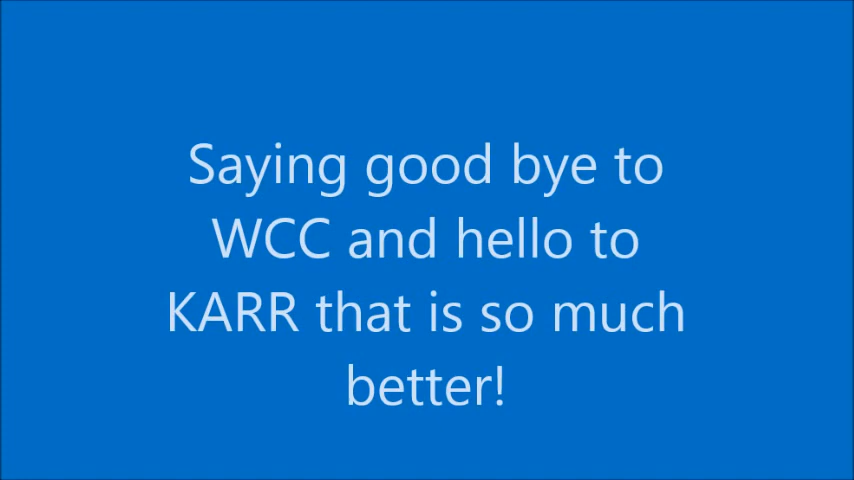 Saying good bye to
WCC and hello to
KARR that is so much
better!